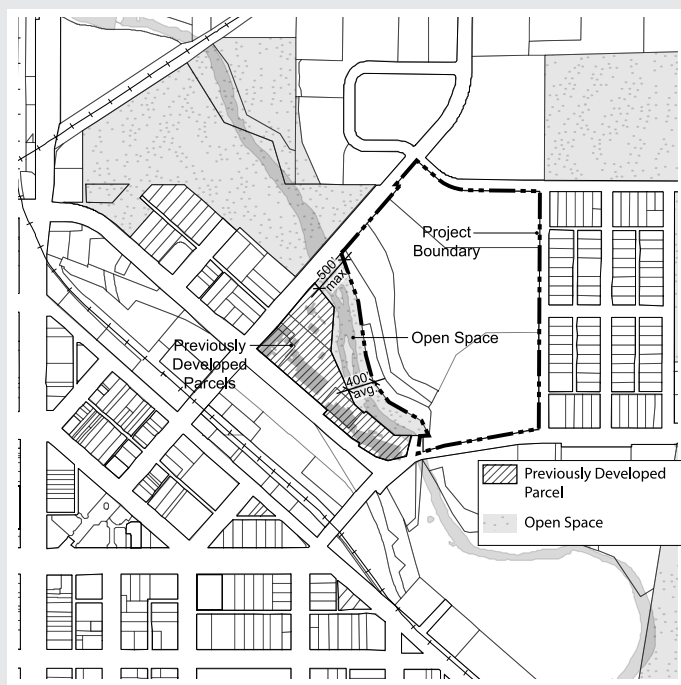 Project
Boundary
500'
max.
Previously
Developed
Parcels
Open Space
400'
avg.
Previously Developed
Parcel
Open Space